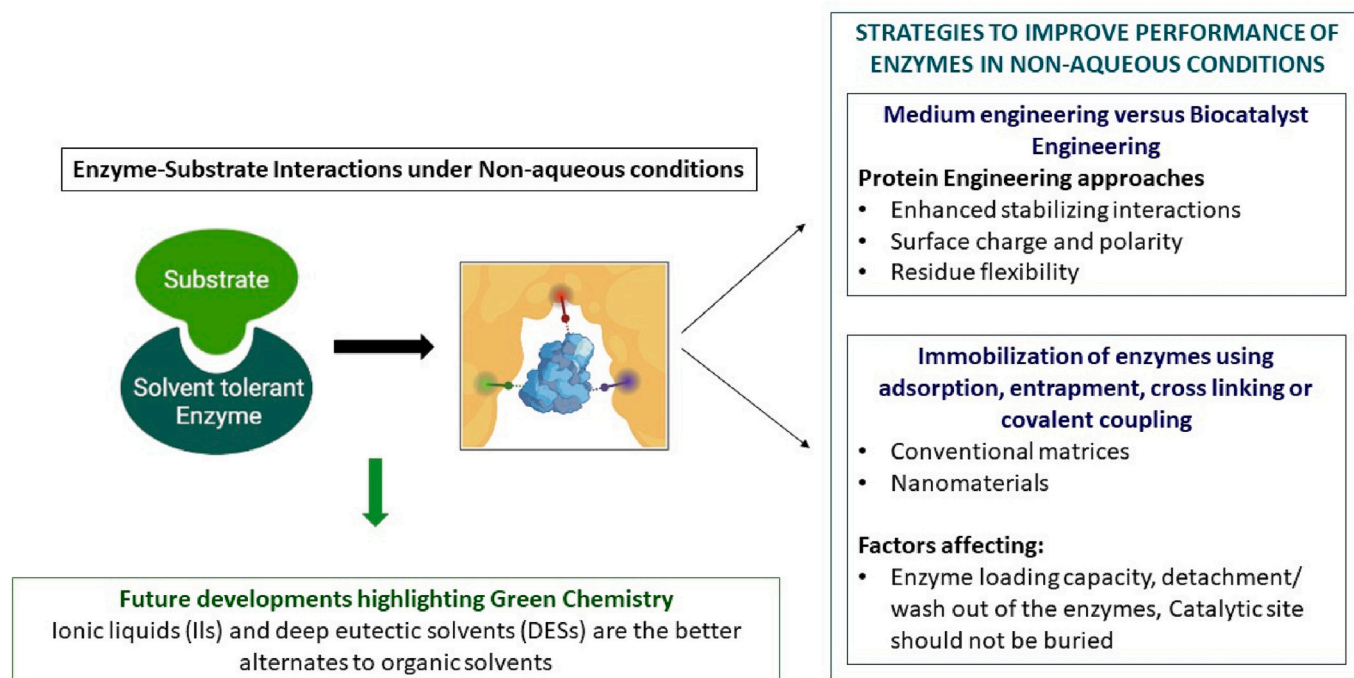 Enzyme-Substrate Interactions under Non-aqueous conditions
Substrate
Solvent tolerant
Enzyme
Future developments highlighting Green Chemistry
Ionic liquids (Ils) and deep eutectic solvents (DESs) are the better
alternates to organic solvents
STRATEGIES TO IMPROVE PERFORMANCE OF
ENZYMES IN NON-AQUEOUS CONDITIONS
Medium engineering versus Biocatalyst
Engineering
Protein Engineering approaches
• Enhanced stabilizing interactions
• Surface charge and polarity
• Residue flexibility
Immobilization of enzymes using
adsorption, entrapment, cross linking or
covalent coupling
• Conventional matrices
• Nanomaterials
Factors affecting:
• Enzyme loading capacity, detachment/
wash out of the enzymes, Catalytic site
should not be buried